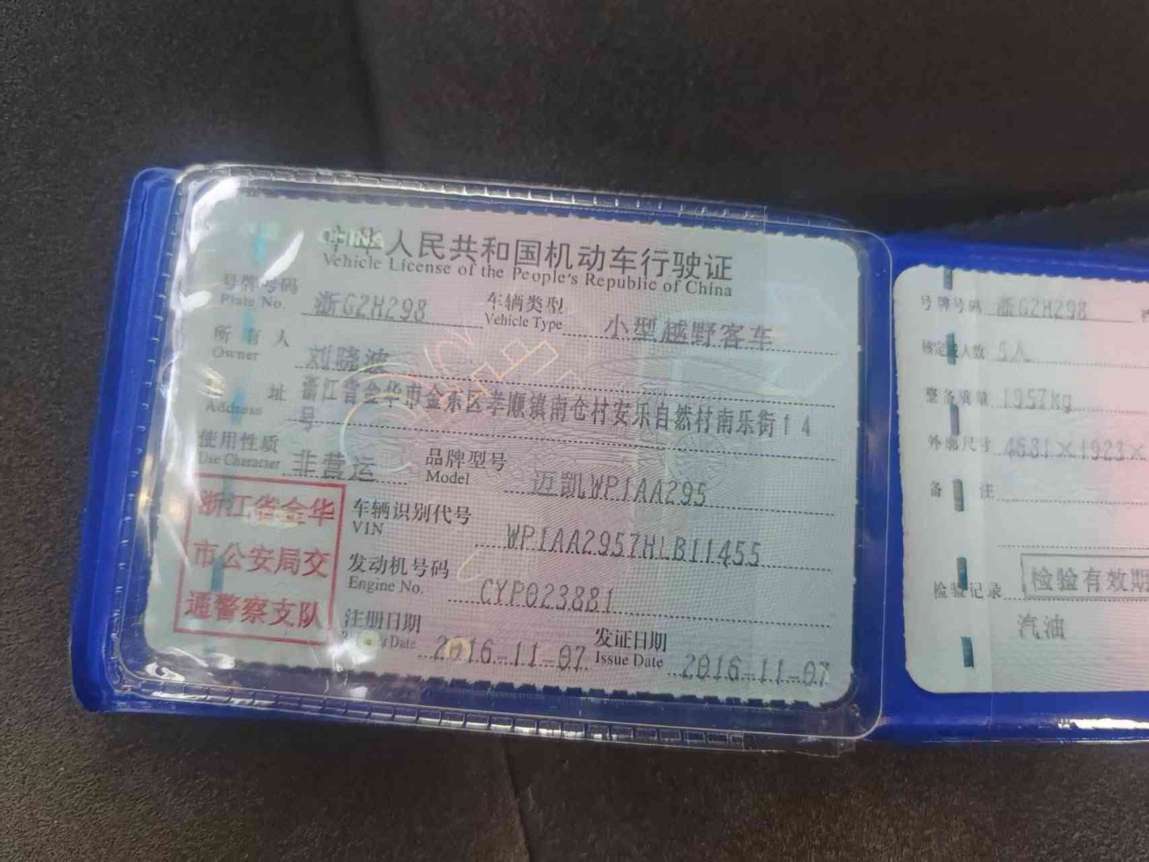 中华人民共和国机动车行驶证
Vehicle License of the People's Republic of China
号牌号码 浙GZH298 车辆类型 小型越野客车
Plate No. Vehicle Type
所有人 刘晓波
Owner
址 浙江省金华市金东区孝顺镇南仓村安乐自然村南乐街14
Address 号
使用性质 非营运 品牌型号 迈凯WP1AA295
Use Character Model
浙江省金华
市公安局交
通警察支队
车辆识别代号 WP1AA2957HLB11455
VIN
发动机号码 CYP023881
Engine No.
注册日期 2016-11-07 发证日期 2016-11-07
Date Issue Date
号牌号码 浙GZH298
核定载人数 5人
整备质量 1957kg
外廓尺寸 4681×1923×
备注
检验记录 检验有效期
汽油